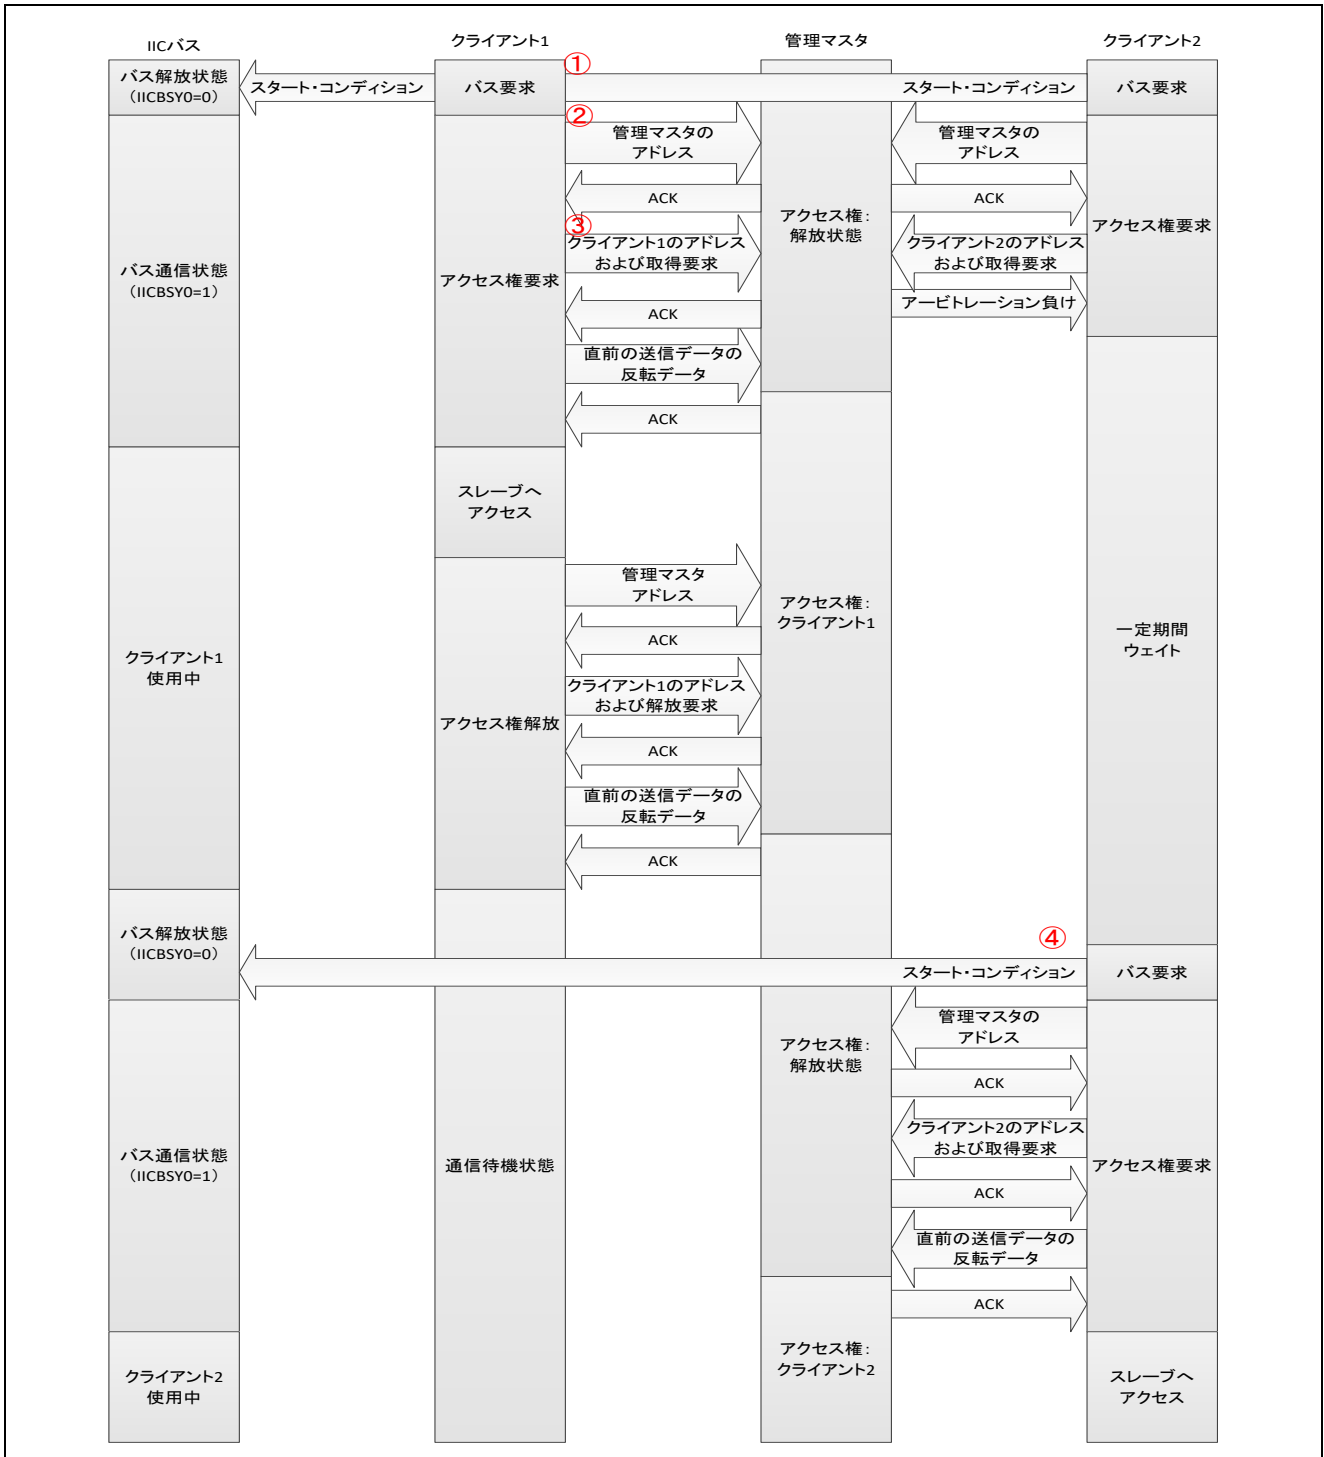 IICバス
クライアント1
管理マスタ
クライアント2
バス解放状態
(IICBSY0=0)
スタート・コンディション
バス要求
①
スタート・コンディション
バス要求
②
管理マスタの
アドレス
管理マスタの
アドレス
ACK
ACK
アクセス権:
解放状態
アクセス権要求
③
クライアント1のアドレス
および取得要求
クライアント2のアドレス
および取得要求
バス通信状態
(IICBSY0=1)
アクセス権要求
ACK
アービトレーション負け
直前の送信データの
反転データ
ACK
スレーブへ
アクセス
管理マスタ
アドレス
アクセス権:
クライアント1
ACK
一定期間
ウェイト
クライアント1
使用中
クライアント1のアドレス
および解放要求
アクセス権解放
ACK
直前の送信データの
反転データ
ACK
バス解放状態
(IICBSY0=0)
④
スタート・コンディション
バス要求
管理マスタの
アドレス
アクセス権:
解放状態
ACK
クライアント2のアドレス
および取得要求
バス通信状態
(IICBSY0=1)
通信待機状態
アクセス権要求
ACK
直前の送信データの
反転データ
ACK
アクセス権:
クライアント2
クライアント2
使用中
スレーブへ
アクセス